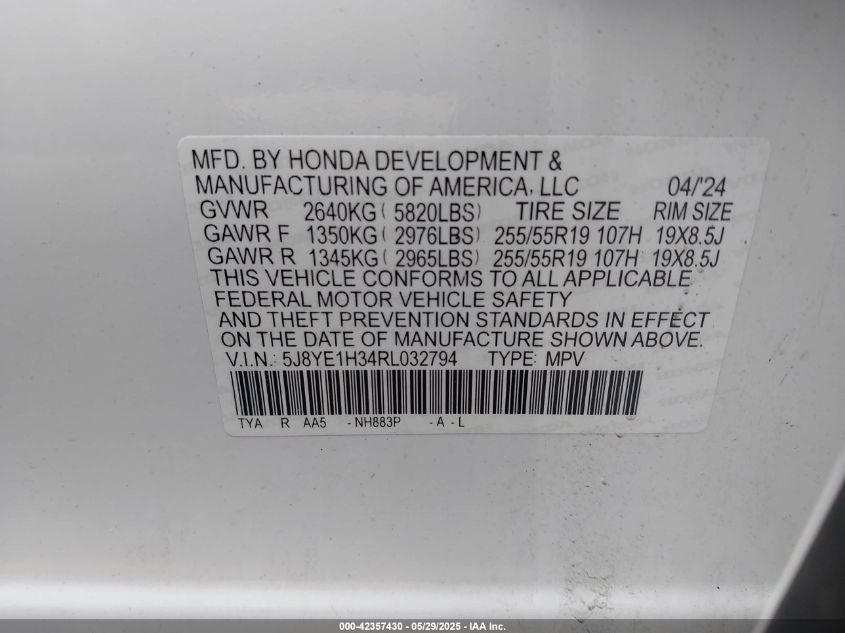 MFD. BY HONDA DEVELOPMENT &
MANUFACTURING OF AMERICA, LLC 04/'24
GVWR 2640KG ( 5820LBS) TIRE SIZE RIM SIZE
GAWR F 1350KG ( 2976LBS) 255/55R19 107H 19X8.5J
GAWR R 1345KG ( 2965LBS) 255/55R19 107H 19X8.5J
THIS VEHICLE CONFORMS TO ALL APPLICABLE
FEDERAL MOTOR VEHICLE SAFETY
AND THEFT PREVENTION STANDARDS IN EFFECT
ON THE DATE OF MANUFACTURE SHOWN ABOVE.
V.I.N.: 5J8YE1H34RL032794 TYPE: MPV
TYA R AA5 -NH883P -A -L
000-42357430 - 05/29/2025 - IAA Inc.